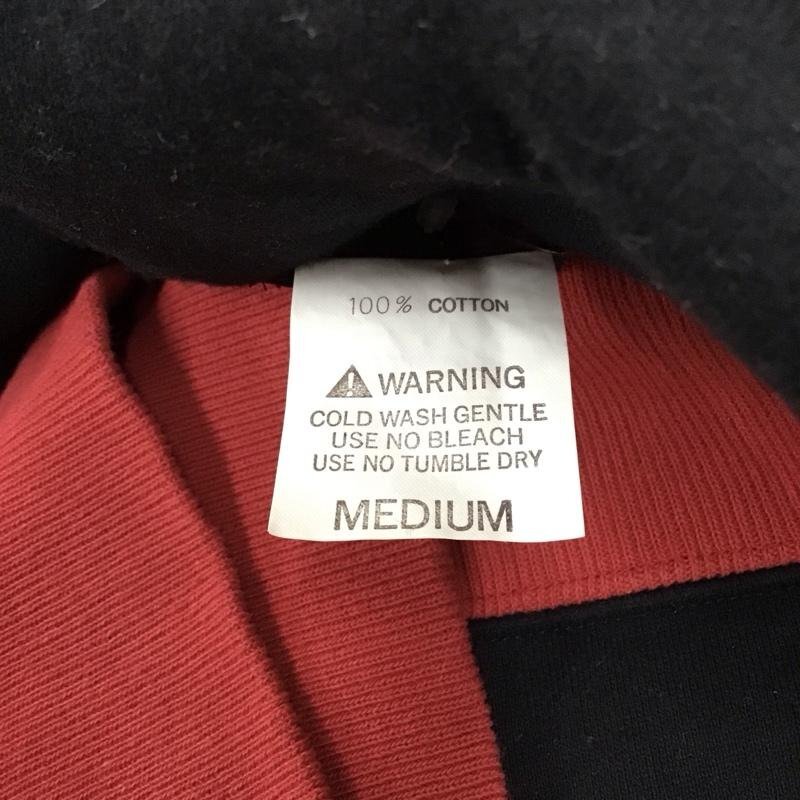 100% COTTON
WARNING
COLD WASH GENTLE
USE NO BLEACH
USE NO TUMBLE DRY
MEDIUM